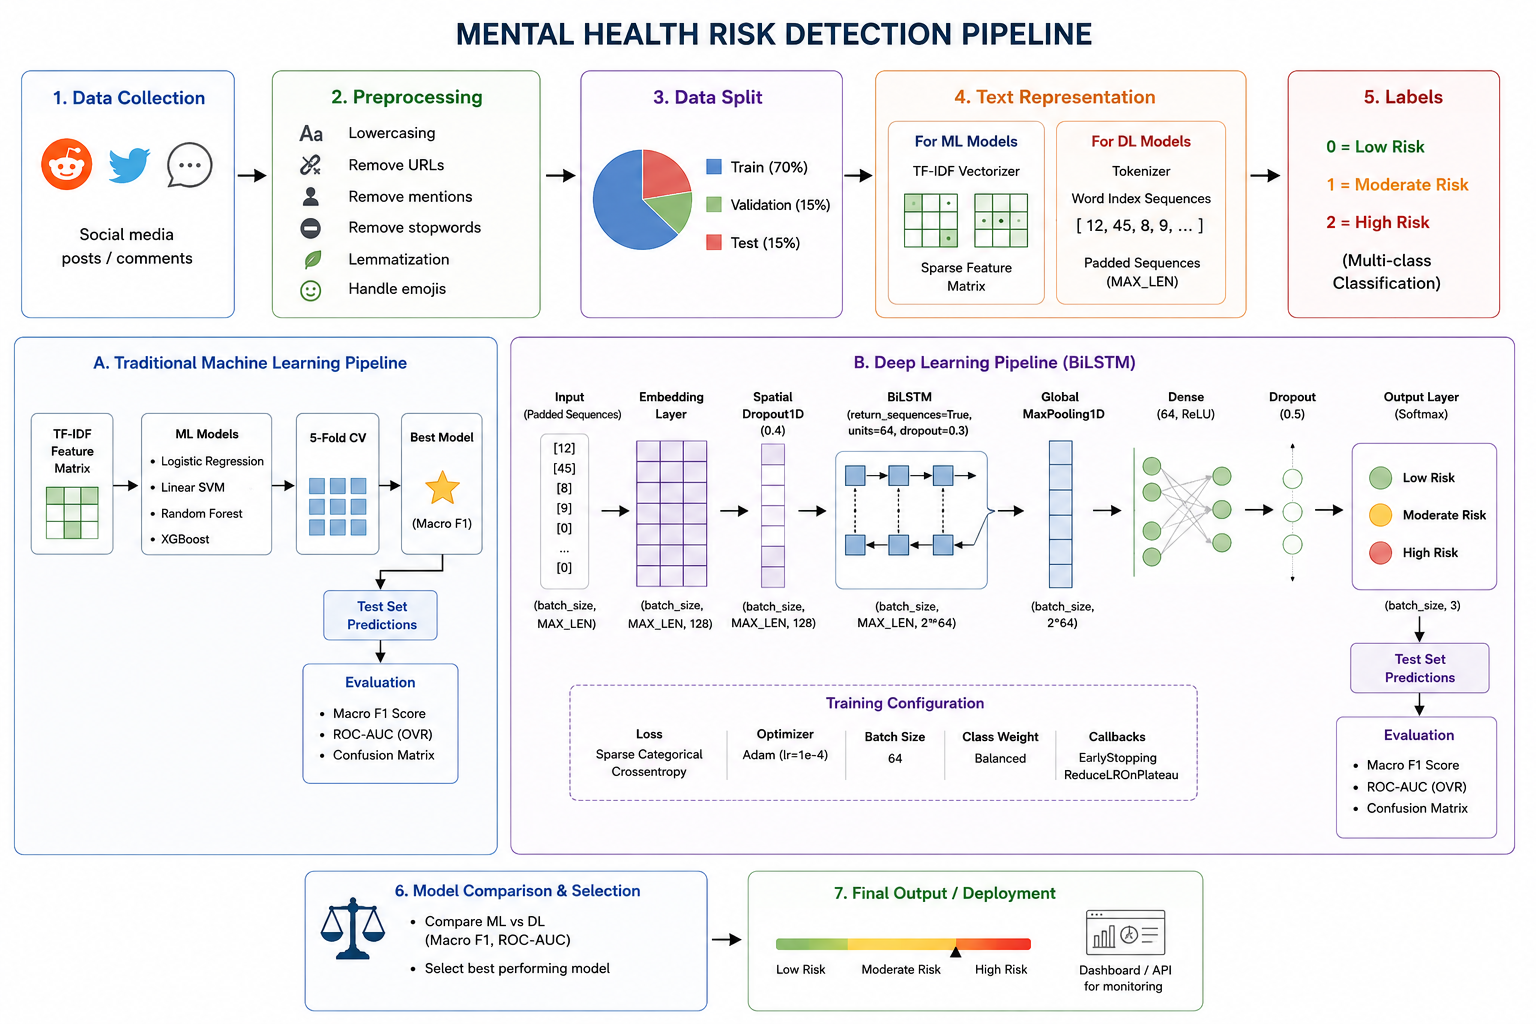 MENTAL HEALTH RISK DETECTION PIPELINE
1. Data Collection
Social media
posts / comments
2. Preprocessing
Aa Lowercasing
Remove URLs
Remove mentions
Remove stopwords
Lemmatization
Handle emojis
3. Data Split
Train (70%)
Validation (15%)
Test (15%)
4. Text Representation
For ML Models
TF-IDF Vectorizer
Sparse Feature
Matrix
For DL Models
Tokenizer
Word Index Sequences
[ 12, 45, 8, 9, ... ]
Padded Sequences
(MAX_LEN)
5. Labels
0 = Low Risk
1 = Moderate Risk
2 = High Risk
(Multi-class
Classification)
A. Traditional Machine Learning Pipeline
TF-IDF
Feature
Matrix
ML Models
• Logistic Regression
• Linear SVM
• Random Forest
• XGBoost
5-Fold CV
Best Model
(Macro F1)
Test Set
Predictions
Evaluation
• Macro F1 Score
• ROC-AUC (OVR)
• Confusion Matrix
B. Deep Learning Pipeline (BiLSTM)
Input
(Padded Sequences)
[12]
[45]
[8]
[9]
[0]
...
[0]
(batch_size,
MAX_LEN)
Embedding
Layer
(batch_size,
MAX_LEN, 128)
Spatial
Dropout1D
(0.4)
(batch_size,
MAX_LEN, 128)
BiLSTM
(return_sequences=True,
units=64, dropout=0.3)
(batch_size,
MAX_LEN, 2*64)
Global
MaxPooling1D
(batch_size,
2*64)
Dense
(64, ReLU)
Dropout
(0.5)
Output Layer
(Softmax)
Low Risk
Moderate Risk
High Risk
(batch_size, 3)
Test Set
Predictions
Evaluation
• Macro F1 Score
• ROC-AUC (OVR)
• Confusion Matrix
Training Configuration
Loss
Sparse Categorical
Crossentropy
Optimizer
Adam (lr=1e-4)
Batch Size
64
Class Weight
Balanced
Callbacks
EarlyStopping
ReduceLROnPlateau
6. Model Comparison & Selection
• Compare ML vs DL
(Macro F1, ROC-AUC)
• Select best performing model
7. Final Output / Deployment
Low Risk
Moderate Risk
High Risk
Dashboard / API
for monitoring